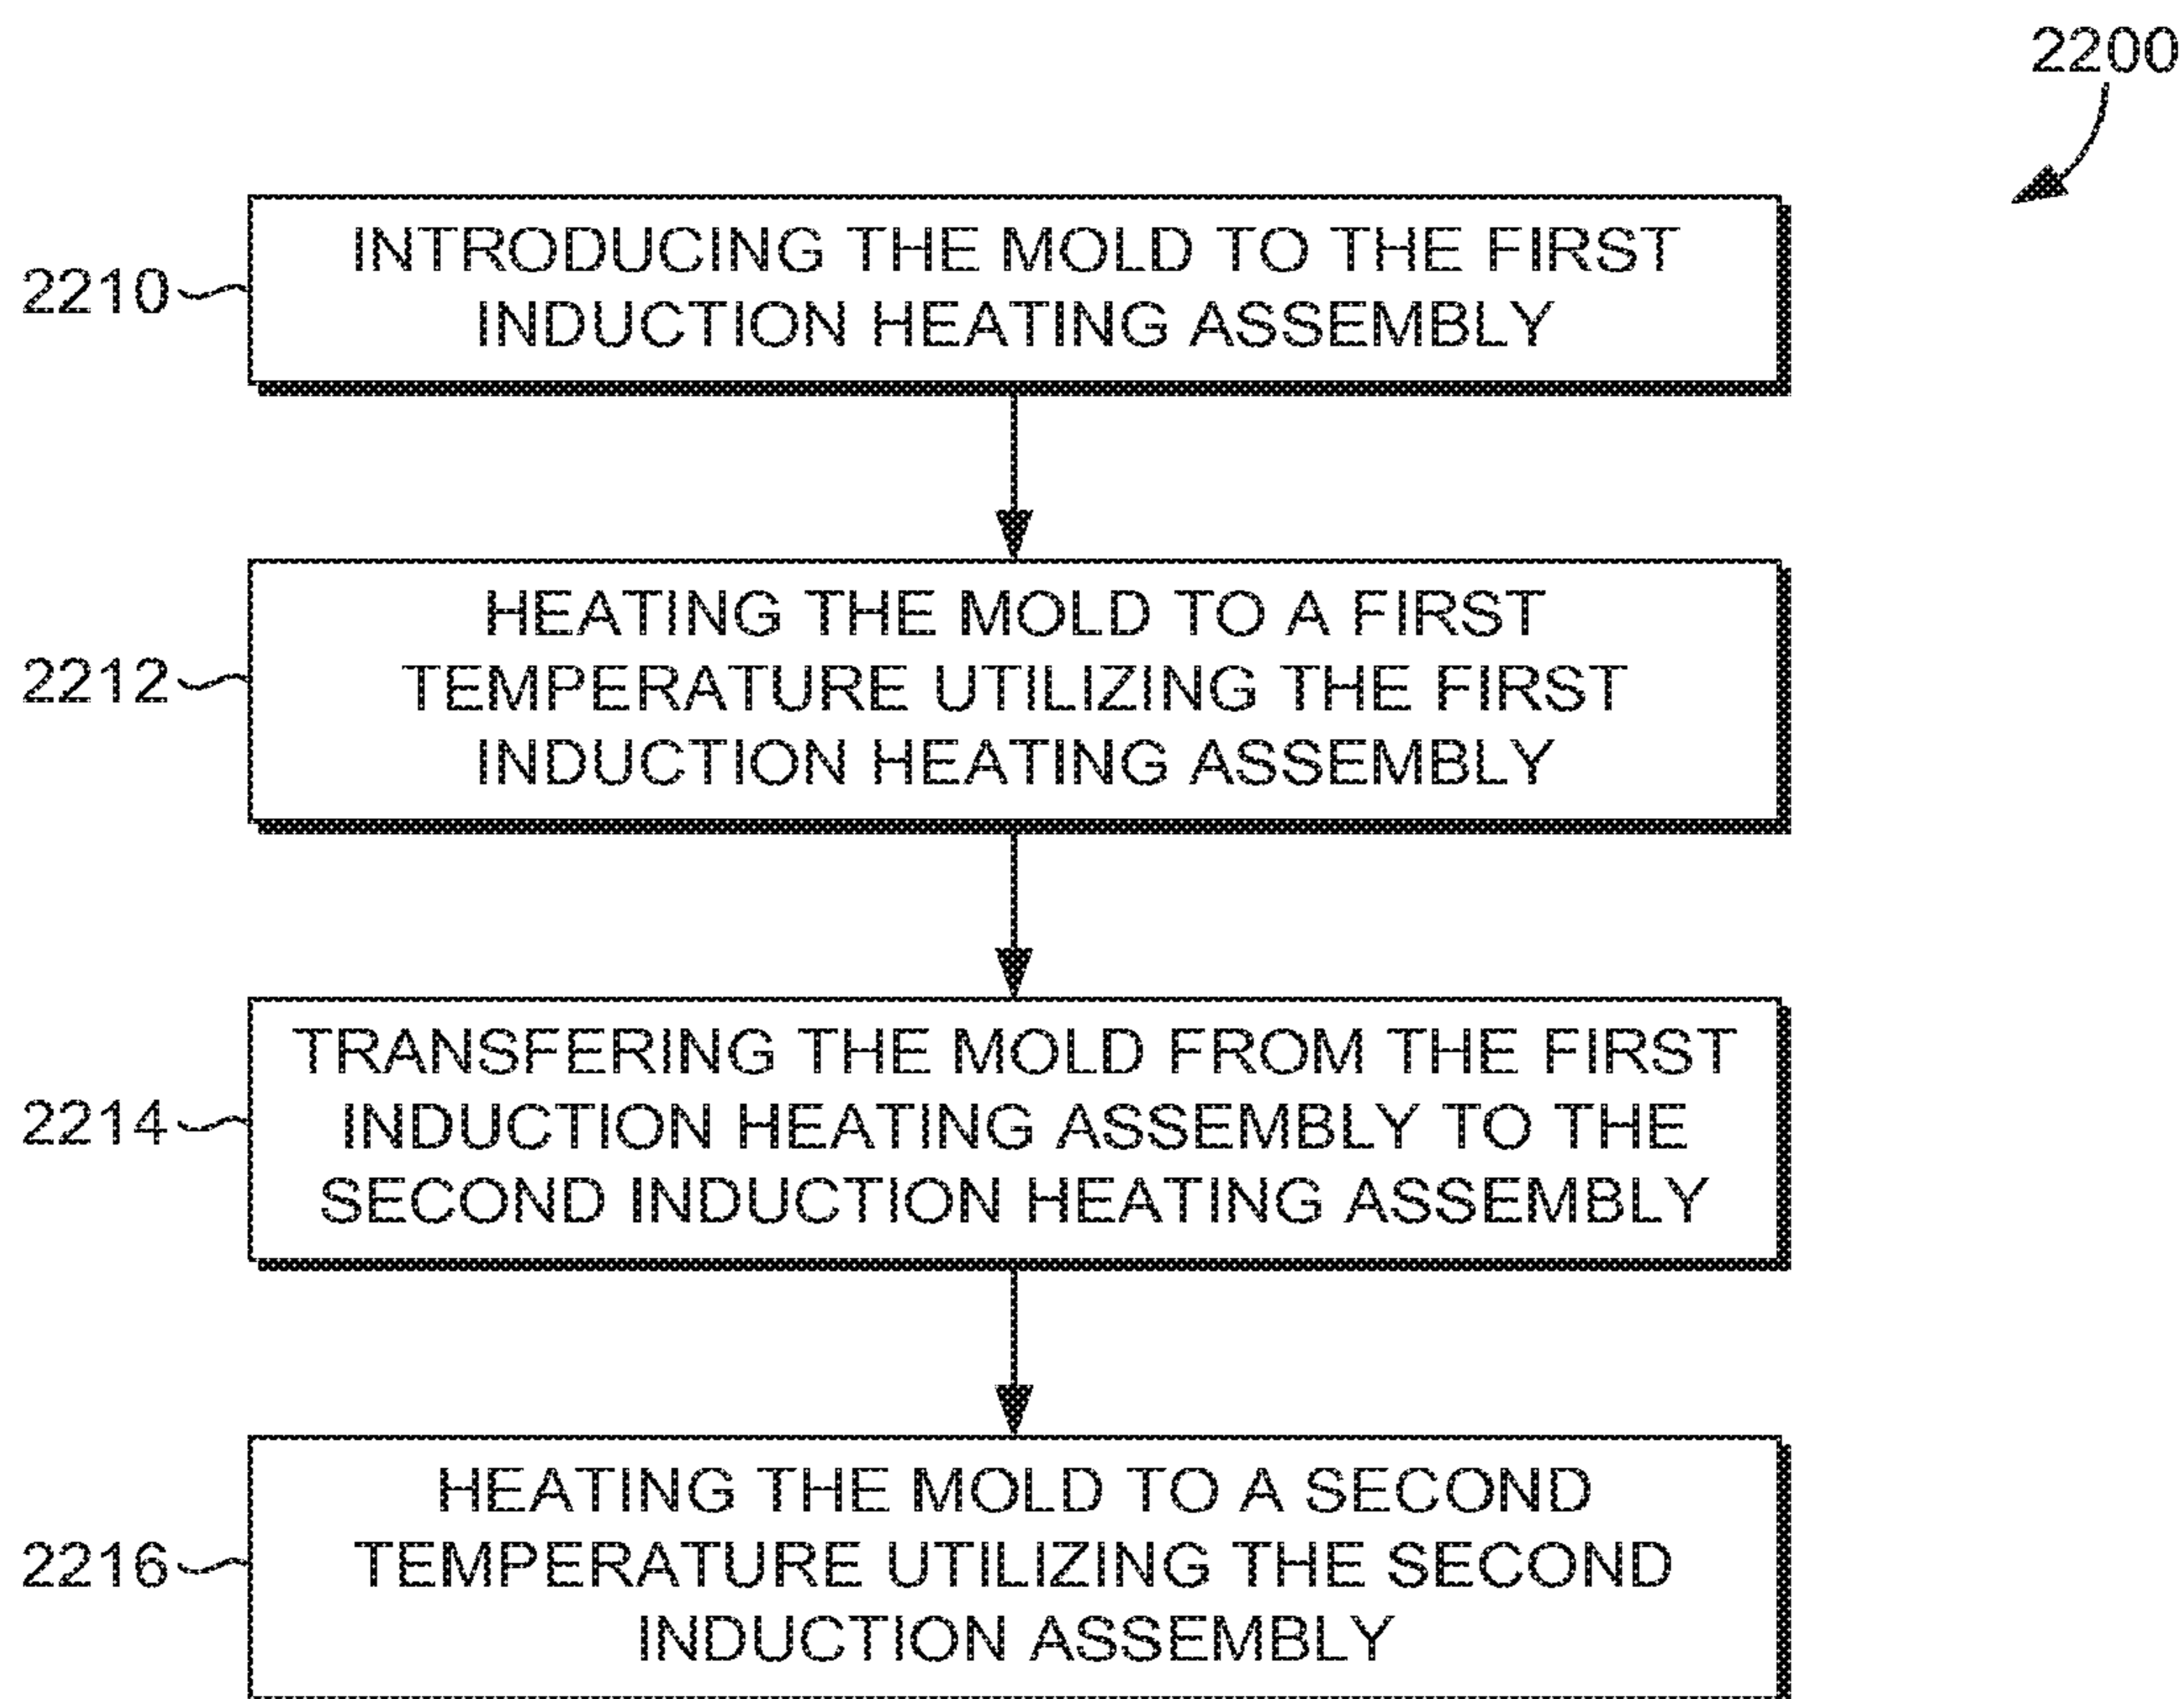 2200
2210
INTRODUCING THE MOLD TO THE FIRST
INDUCTION HEATING ASSEMBLY
2212
HEATING THE MOLD TO A FIRST
TEMPERATURE UTILIZING THE FIRST
INDUCTION HEATING ASSEMBLY
2214
TRANSFERING THE MOLD FROM THE FIRST
INDUCTION HEATING ASSEMBLY TO THE
SECOND INDUCTION HEATING ASSEMBLY
2216
HEATING THE MOLD TO A SECOND
TEMPERATURE UTILIZING THE SECOND
INDUCTION ASSEMBLY